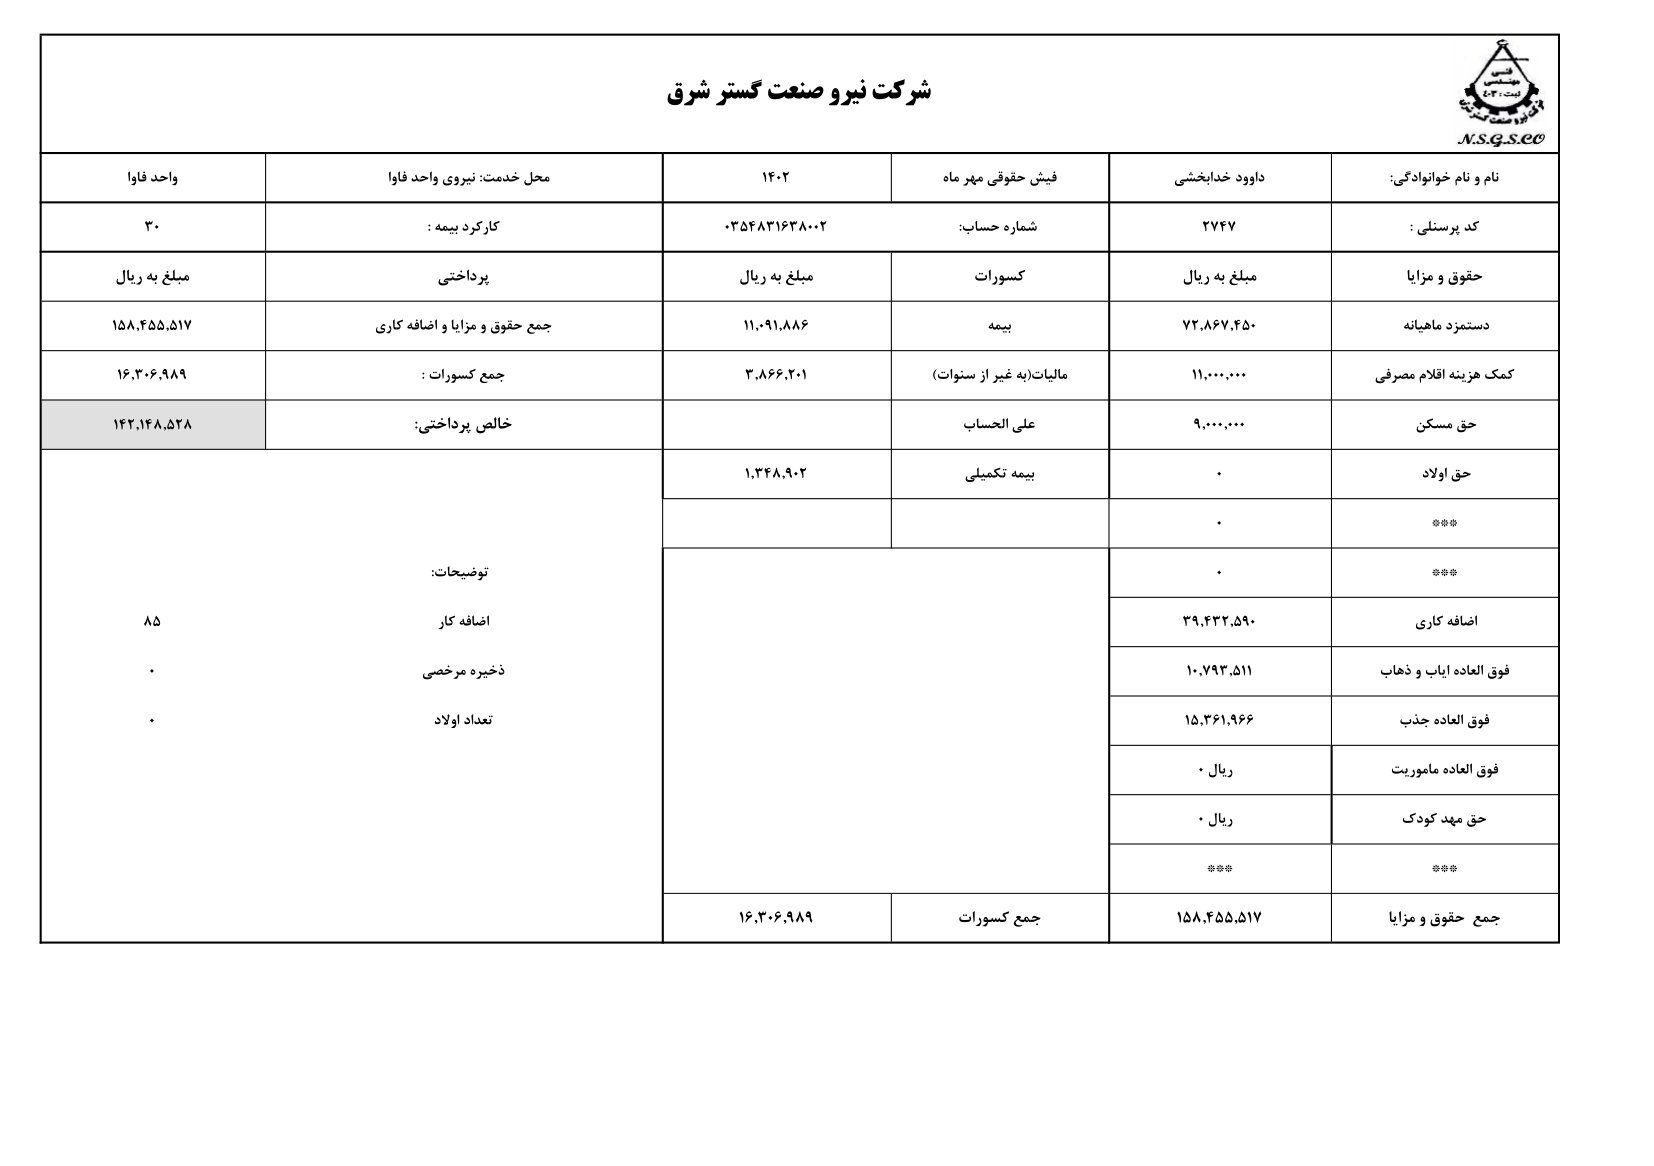 شرکت نیرو صنعت گستر شرق
فنی
مهندسی
ثبت : ۴۰۳
شرکت نیرو صنعت گستر شرق
N.S.G.S.CO
نام و نام خوانوادگی: داوود خدابخشی فیش حقوقی مهر ماه ۱۴۰۲ محل خدمت: نیروی واحد فاوا واحد فاوا
کد پرسنلی : ۲۷۴۷ شماره حساب: ۰۳۵۴۸۳۱۶۳۸۰۰۲ کارکرد بیمه : ۳۰
حقوق و مزایا مبلغ به ریال کسورات مبلغ به ریال پرداختی مبلغ به ریال
دستمزد ماهیانه ۷۲,۸۶۷,۴۵۰ بیمه ۱۱,۰۹۱,۸۸۶ جمع حقوق و مزایا و اضافه کاری ۱۵۸,۴۵۵,۵۱۷
کمک هزینه اقلام مصرفی ۱۱,۰۰۰,۰۰۰ مالیات(به غیر از سنوات) ۳,۸۶۶,۲۰۱ جمع کسورات : ۱۶,۳۰۶,۹۸۹
حق مسکن ۹,۰۰۰,۰۰۰ علی الحساب خالص پرداختی: ۱۴۲,۱۴۸,۵۲۸
حق اولاد ۰ بیمه تکمیلی ۱,۳۴۸,۹۰۲
*** ۰
*** ۰ توضیحات:
اضافه کاری ۳۹,۴۳۲,۵۹۰ اضافه کار ۸۵
فوق العاده ایاب و ذهاب ۱۰,۷۹۳,۵۱۱ ذخیره مرخصی ۰
فوق العاده جذب ۱۵,۳۶۱,۹۶۶ تعداد اولاد ۰
فوق العاده ماموریت ریال ۰
حق مهد کودک ریال ۰
*** ***
جمع حقوق و مزایا ۱۵۸,۴۵۵,۵۱۷ جمع کسورات ۱۶,۳۰۶,۹۸۹